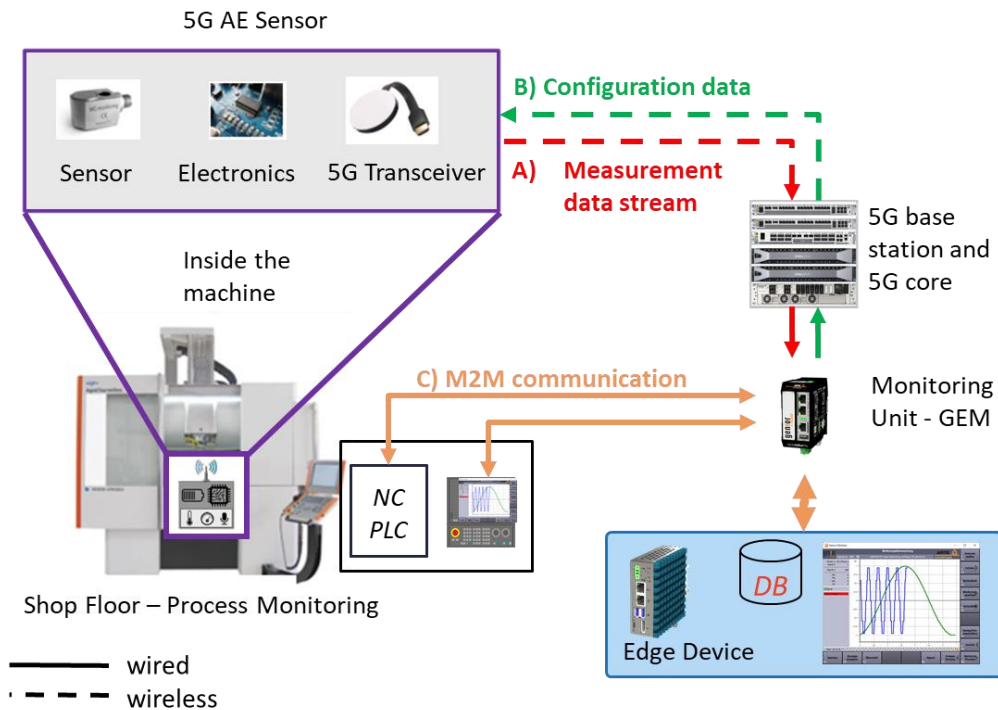 5G AE Sensor
B) Configuration data
Sensor
Electronics
5G Transceiver
A) Measurement
data stream
5G base
station and
5G core
Inside the
machine
C) M2M communication
Monitoring
Unit - GEM
NC
PLC
DB
Edge Device
Shop Floor – Process Monitoring
wired
wireless